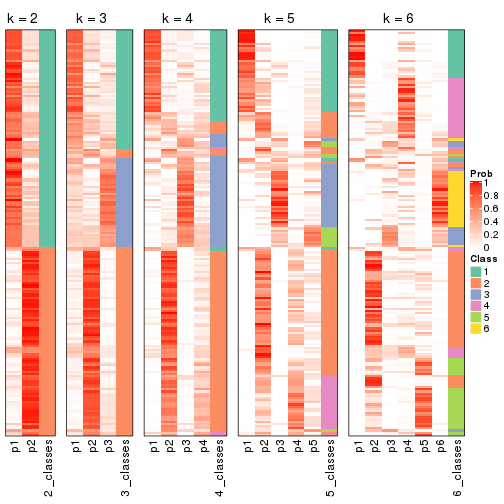 k = 2
k = 3
k = 4
k = 5
k = 6
p1
p2
2_classes
p1
p2
p3
3_classes
p1
p2
p3
p4
4_classes
p1
p2
p3
p4
p5
5_classes
p1
p2
p3
p4
p5
p6
6_classes
Prob
1
0.8
0.6
0.4
0.2
0
Class
1
2
3
4
5
6